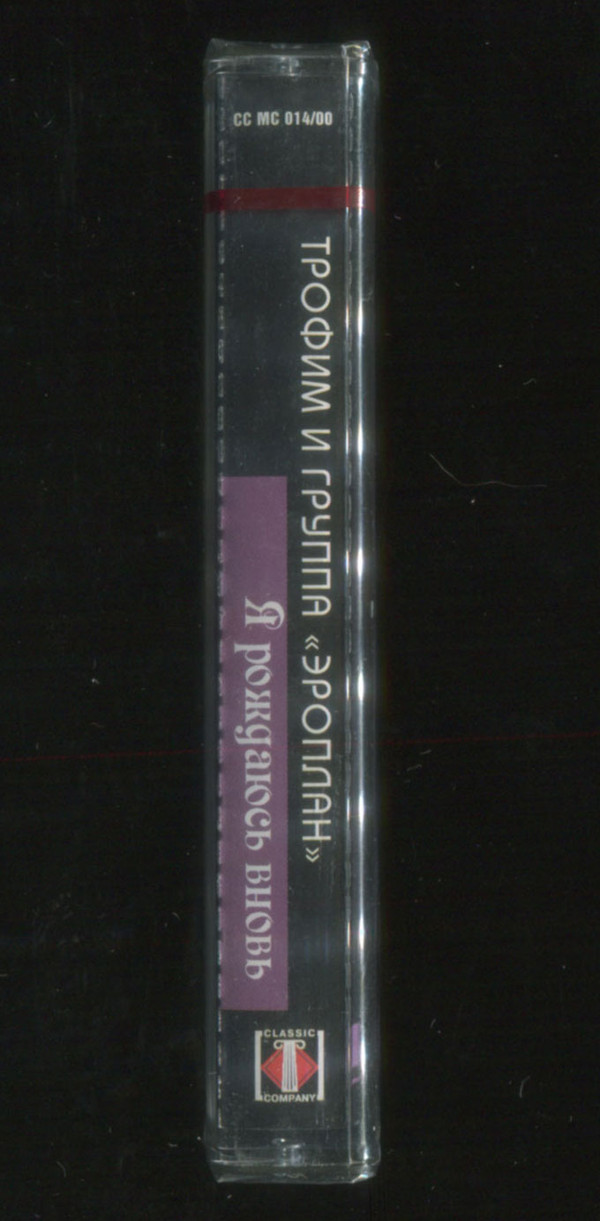 CC MC 014/00
ТРОФИМ И ГРУППА «ЭРОПЛАН»
Я рождаюсь вновь
CLASSIC
COMPANY